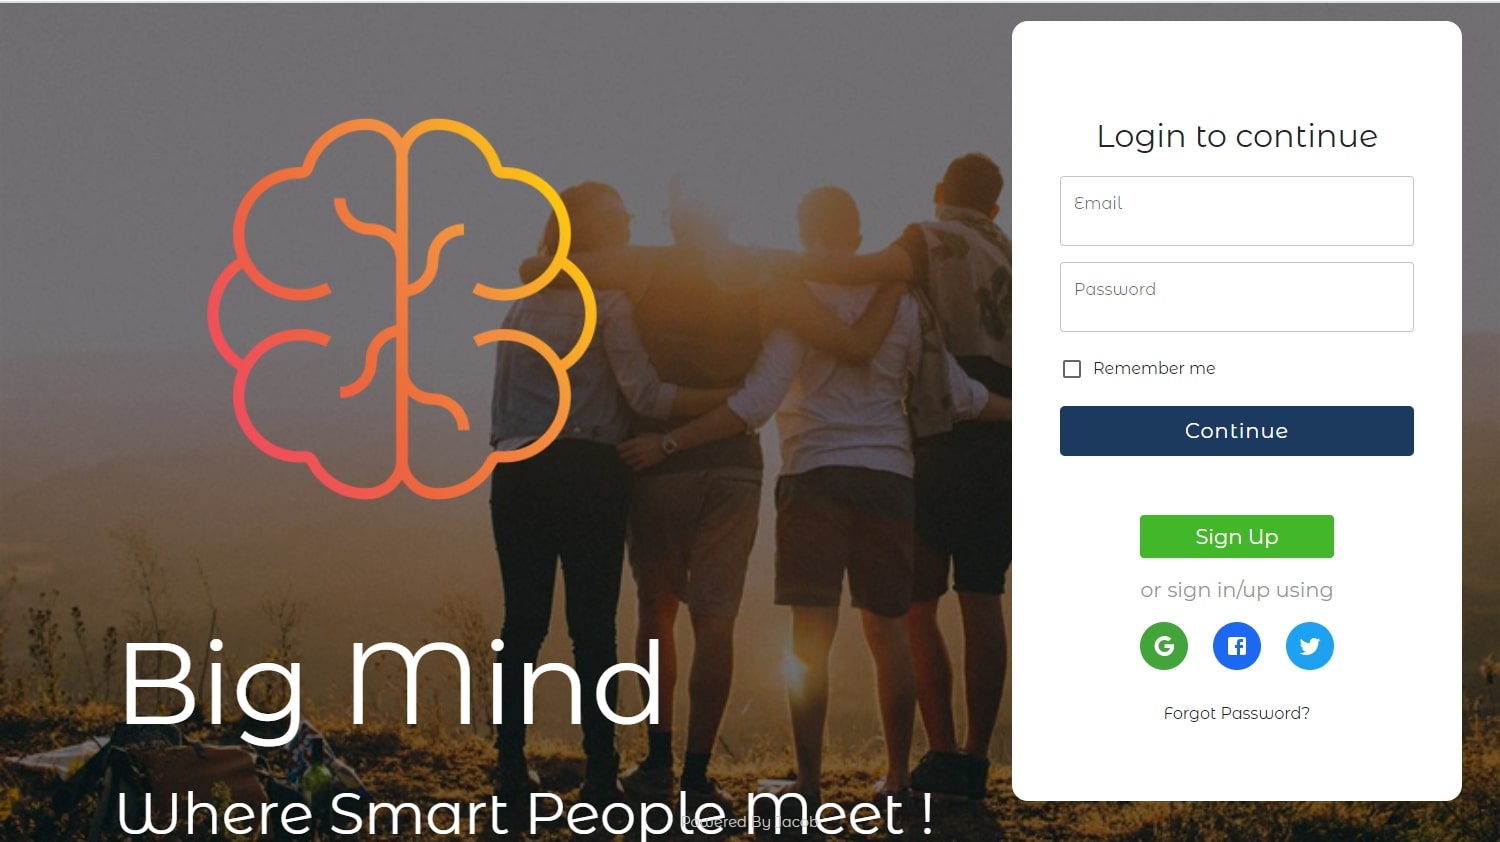 Login to continue
Email
Password
Remember me
Continue
Sign Up
or sign in/up using
Forgot Password?
Big Mind
Where Smart People Meet !
Powered By Jacob